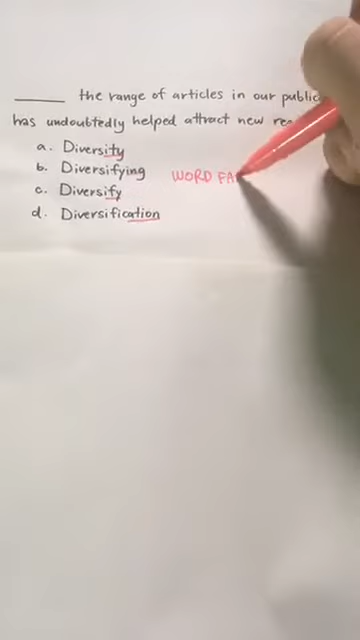 ______ the range of articles in our public
has undoubtedly helped attract new
a. Diversity
b. Diversifying
c. Diversify
d. Diversification
WORD FA